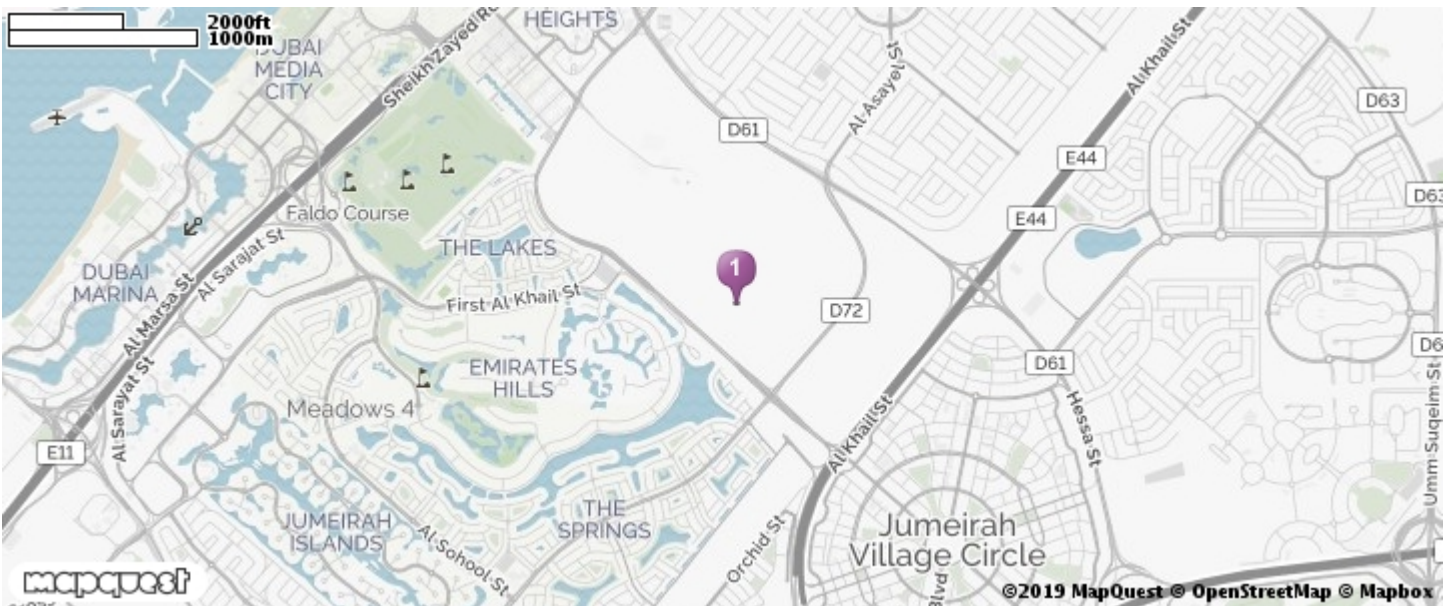 2000ft
1000m
HEIGHTS
DUBAI
MEDIA
CITY
Sheikh Zayed Rd
Al Asayel St
Al Khail St
D63
D61
E44
D63
E44
Faldo Course
THE LAKES
Al Sarajat St
DUBAI
MARINA
Al Marsa St
First Al Khail St
1
D72
D61
EMIRATES
HILLS
Meadows 4
Al Sarayat St
E11
Hessa St
Al Khail St
Umm Suqeim St
JUMEIRAH
ISLANDS
Al Sohool St
THE
SPRINGS
Orchid St
Jumeirah
Village Circle
Blvd
mapquest
©2019 MapQuest © OpenStreetMap © Mapbox